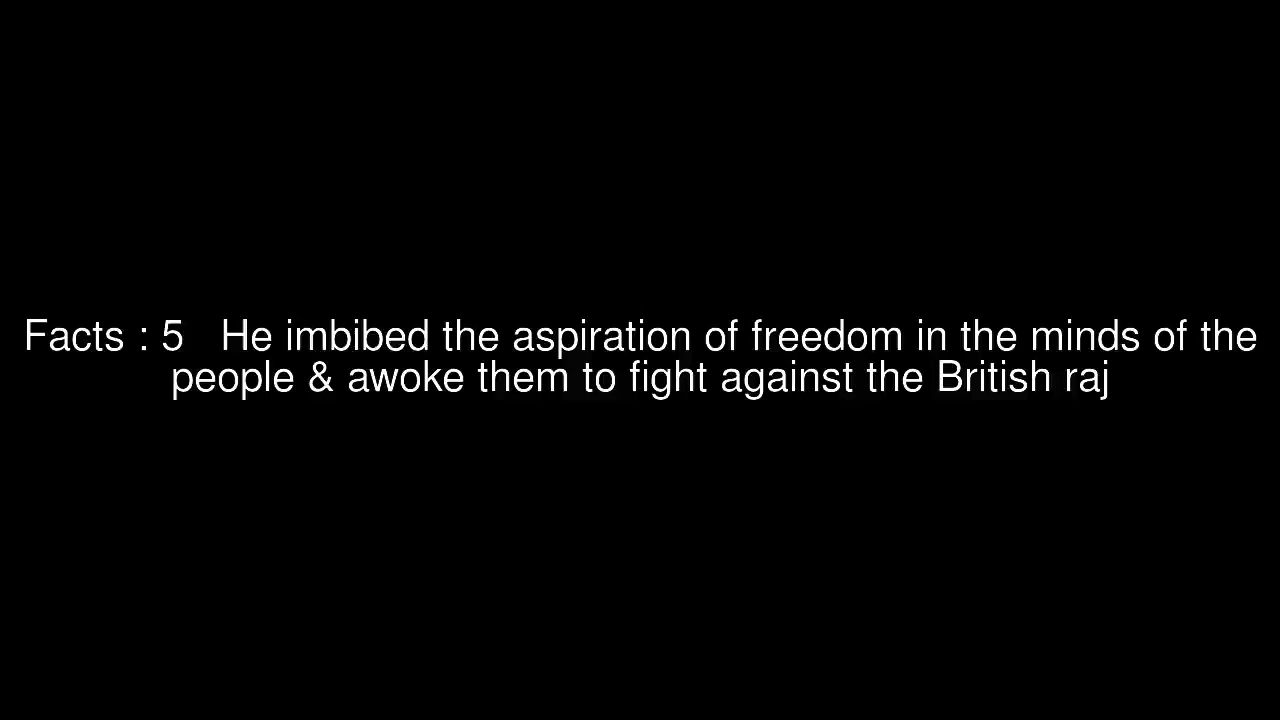 Facts : 5   He imbibed the aspiration of freedom in the minds of the
people & awoke them to fight against the British raj